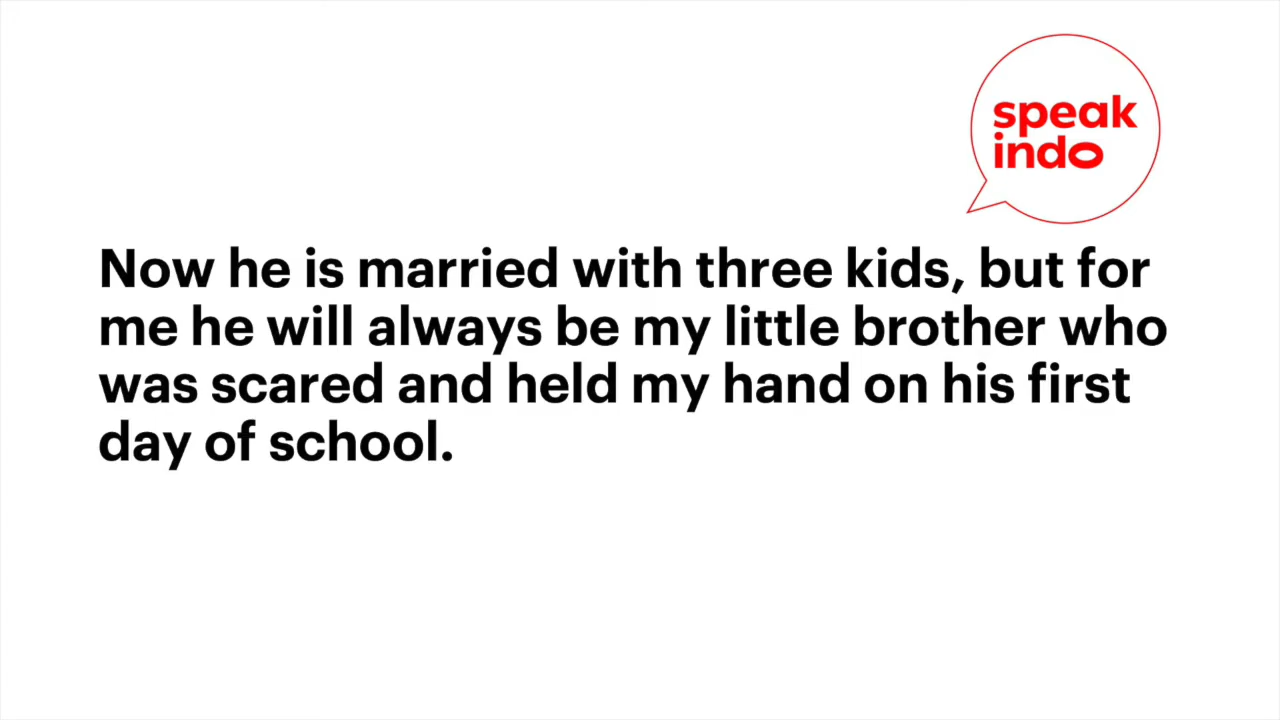 speak
indo
Now he is married with three kids, but for
me he will always be my little brother who
was scared and held my hand on his first
day of school.